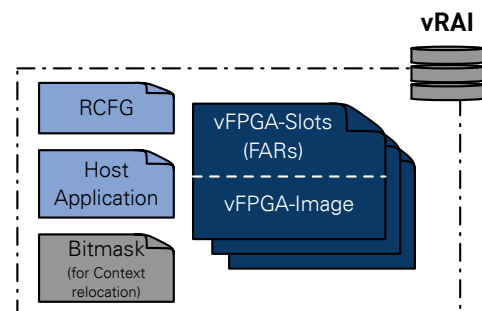 vRAI
RCFG
vFPGA-Slots
(FARs)
Host
Application
vFPGA-Image
Bitmask
(for Context
relocation)